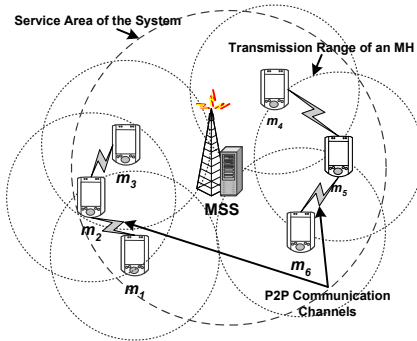 Service Area of the System
Transmission Range of an MH
m4
m3
m5
MSS
m2
m1
m6
P2P Communication
Channels